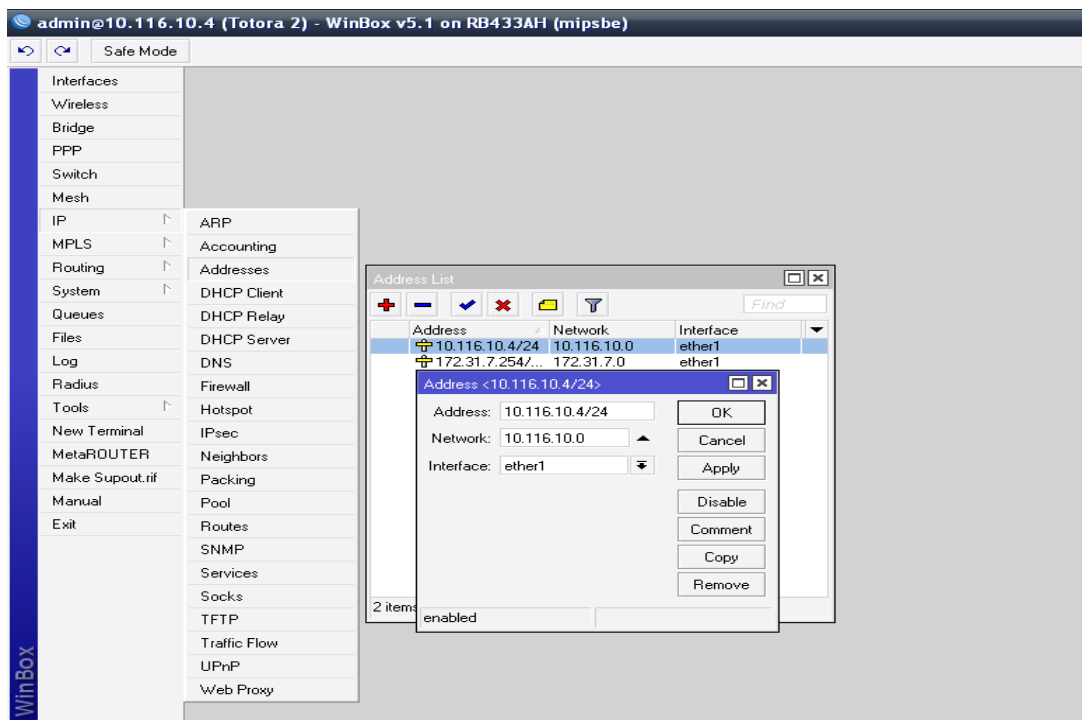 admin@10.116.10.4 (Totora 2) - WinBox v5.1 on RB433AH (mipsbe)
Safe Mode
Interfaces
Wireless
Bridge
PPP
Switch
Mesh
IP
MPLS
Routing
System
Queues
Files
Log
Radius
Tools
New Terminal
MetaROUTER
Make Supout.rif
Manual
Exit
WinBox
ARP
Accounting
Addresses
DHCP Client
DHCP Relay
DHCP Server
DNS
Firewall
Hotspot
IPsec
Neighbors
Packing
Pool
Routes
SNMP
Services
Socks
TFTP
Traffic Flow
UPnP
Web Proxy
Address List
Find
Address Network Interface
10.116.10.4/24 10.116.10.0 ether1
172.31.7.254/... 172.31.7.0 ether1
2 items
Address <10.116.10.4/24>
Address: 10.116.10.4/24 OK
Network: 10.116.10.0 Cancel
Interface: ether1 Apply
Disable
Comment
Copy
Remove
enabled